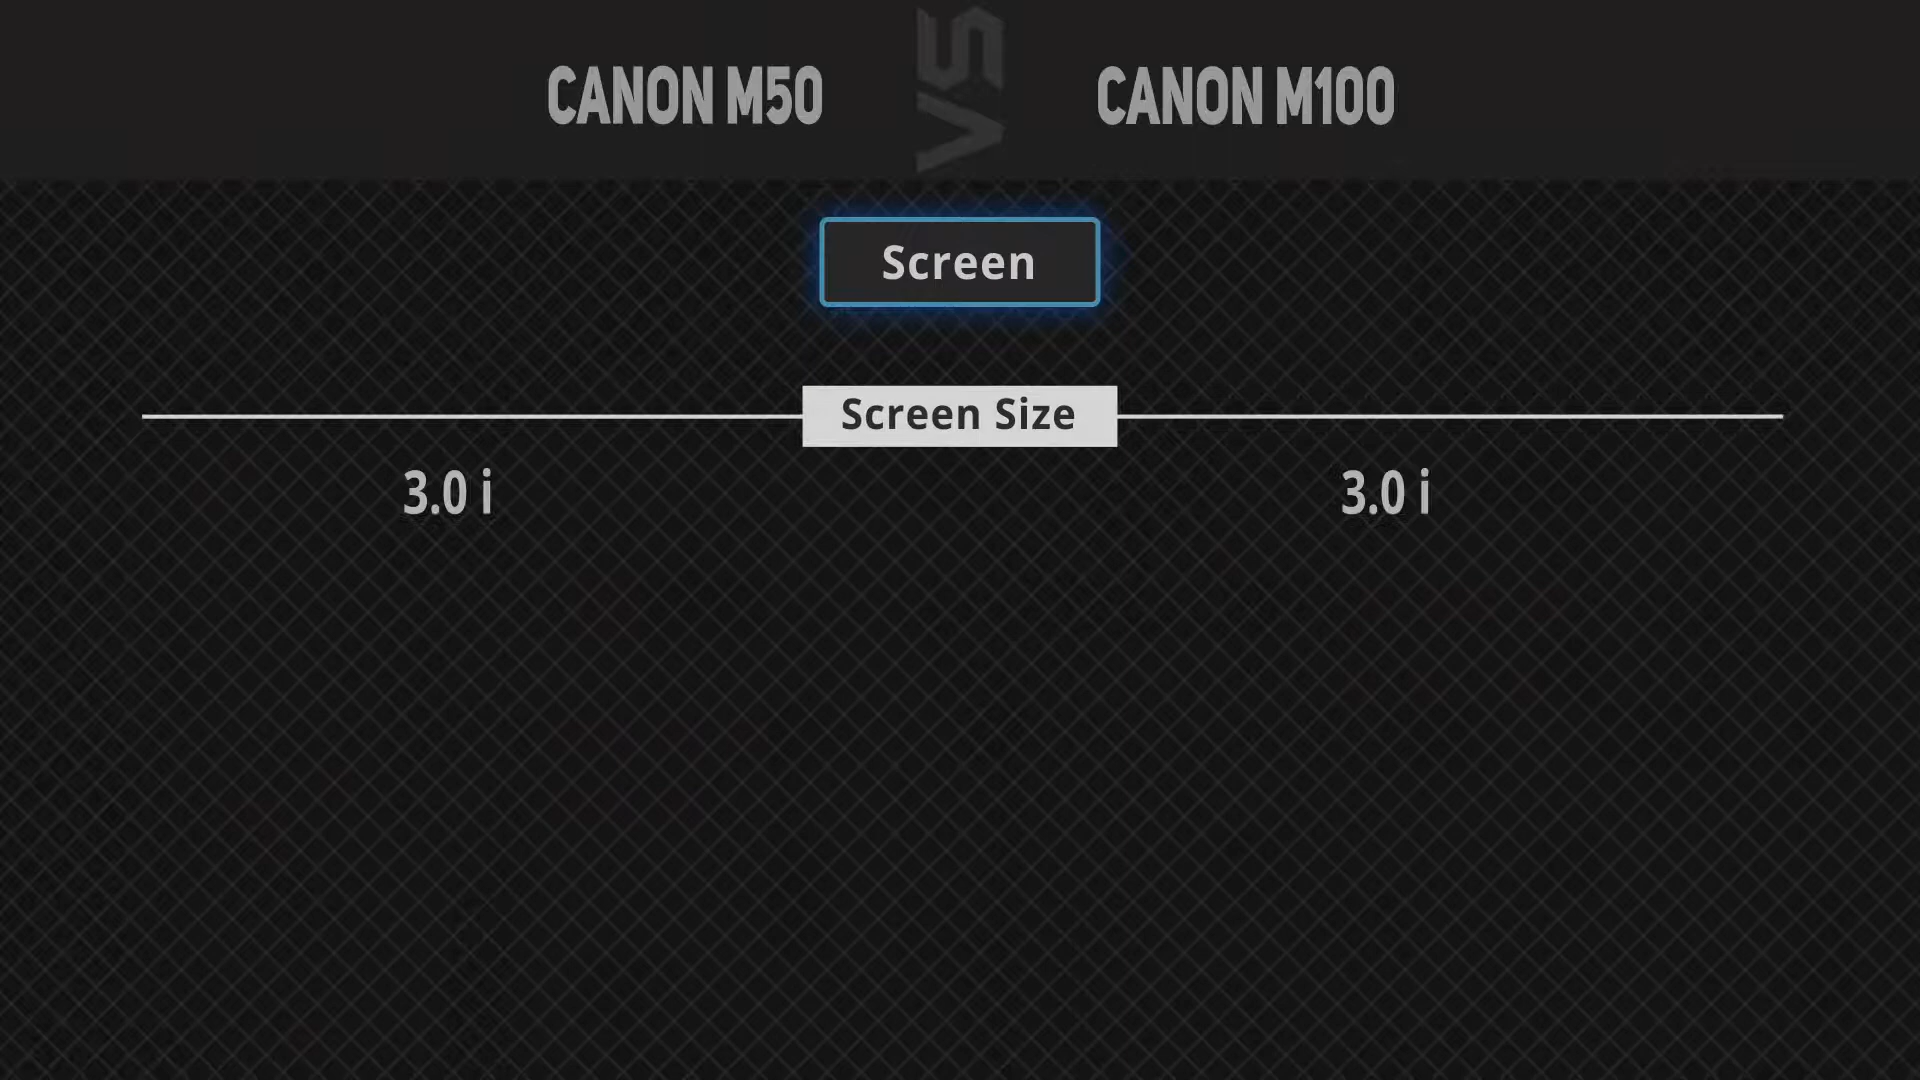 CANON M50
VS
CANON M100
Screen
Screen Size
3.0 i
3.0 i